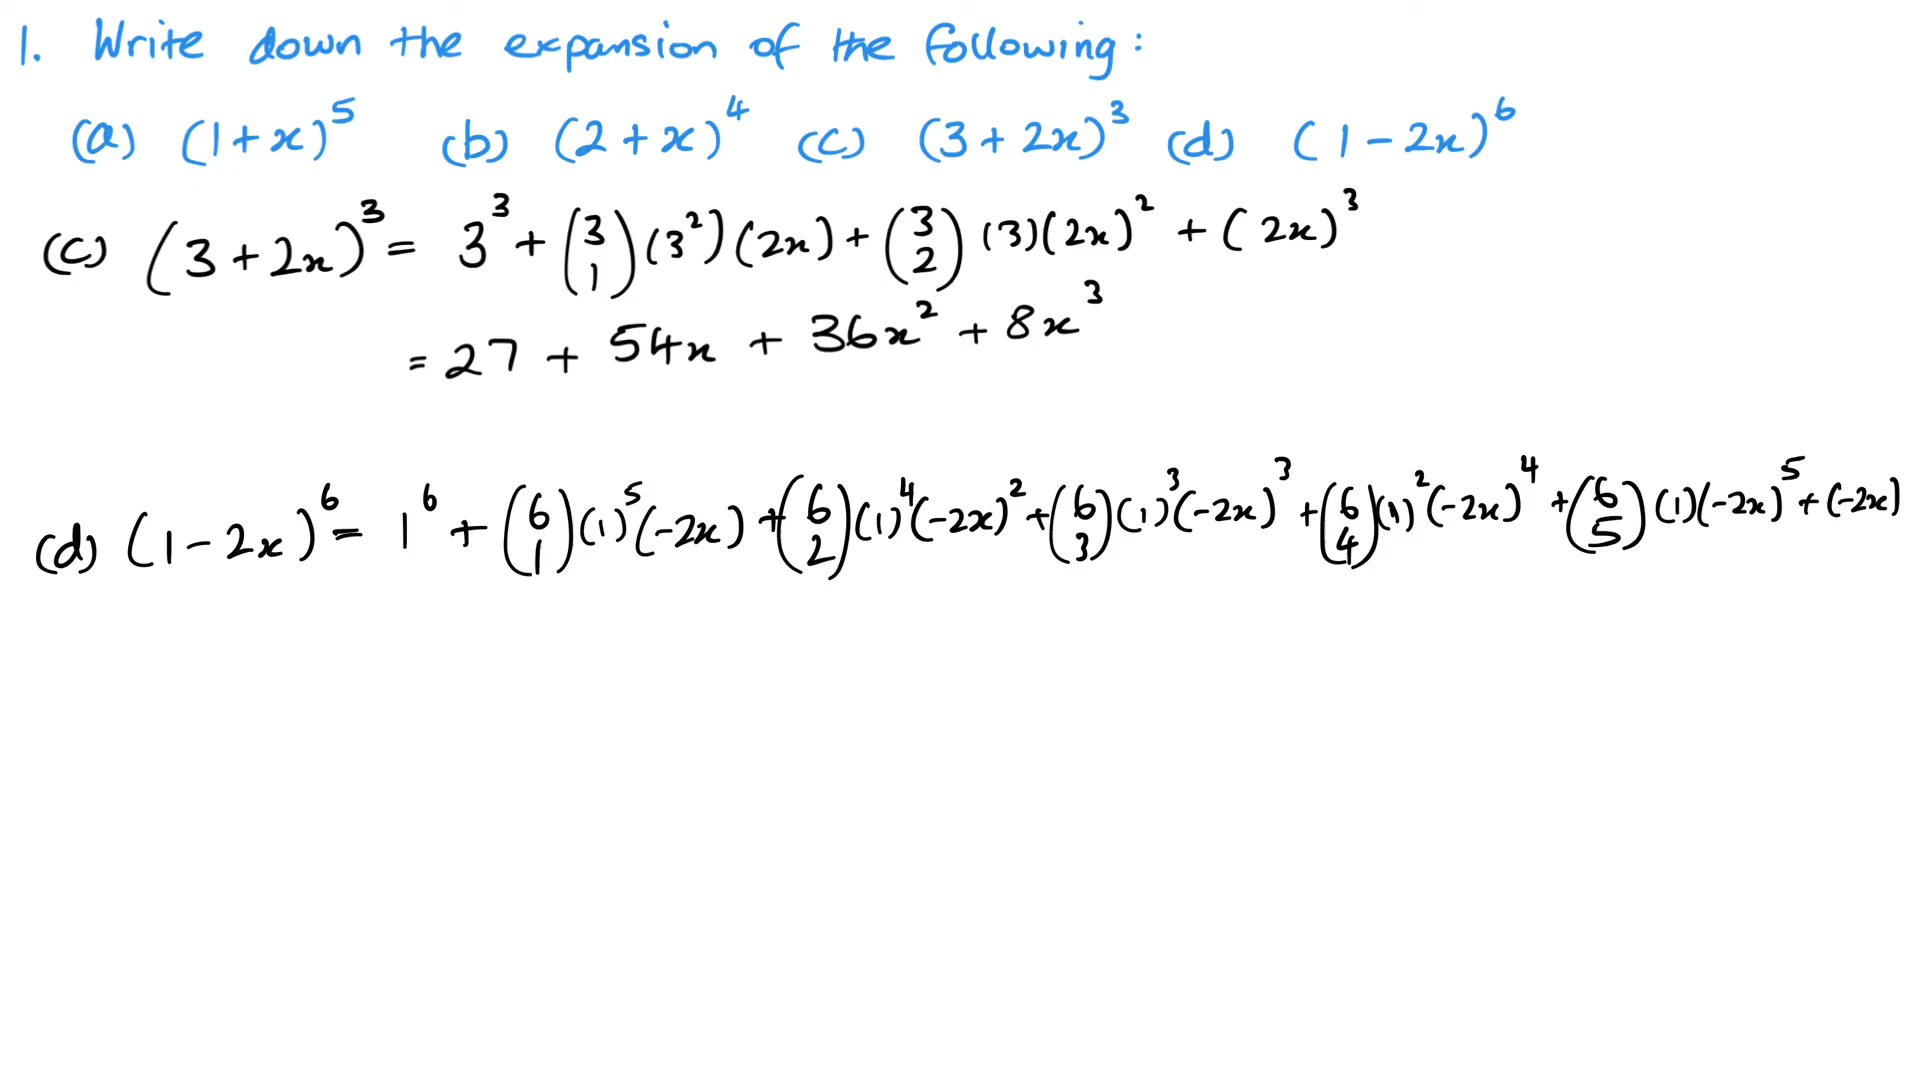 1. Write down the expansion of the following:
(a) (1+x)^5 (b) (2+x)^4 (c) (3+2x)^3 (d) (1-2x)^6
(c) (3+2x)^3 = 3^3 + (3 1)(3^2)(2x) + (3 2)(3)(2x)^2 + (2x)^3
= 27 + 54x + 36x^2 + 8x^3
(d) (1-2x)^6 = 1^6 + (6 1)(1)^5(-2x) + (6 2)(1)^4(-2x)^2 + (6 3)(1)^3(-2x)^3 + (6 4)(1)^2(-2x)^4 + (6 5)(1)(-2x)^5 + (-2x)